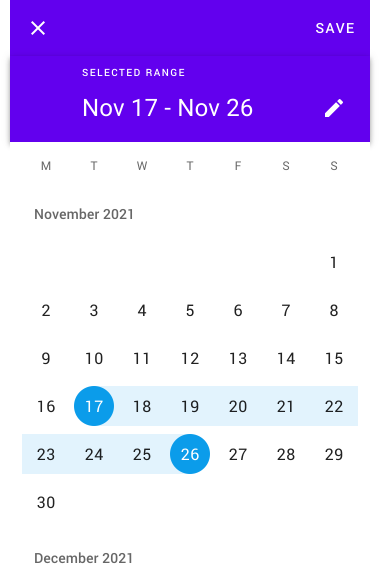 SAVE
SELECTED RANGE
Nov 17 - Nov 26
M T W T F S S
November 2021
1
2 3 4 5 6 7 8
9 10 11 12 13 14 15
16 17 18 19 20 21 22
23 24 25 26 27 28 29
30
December 2021